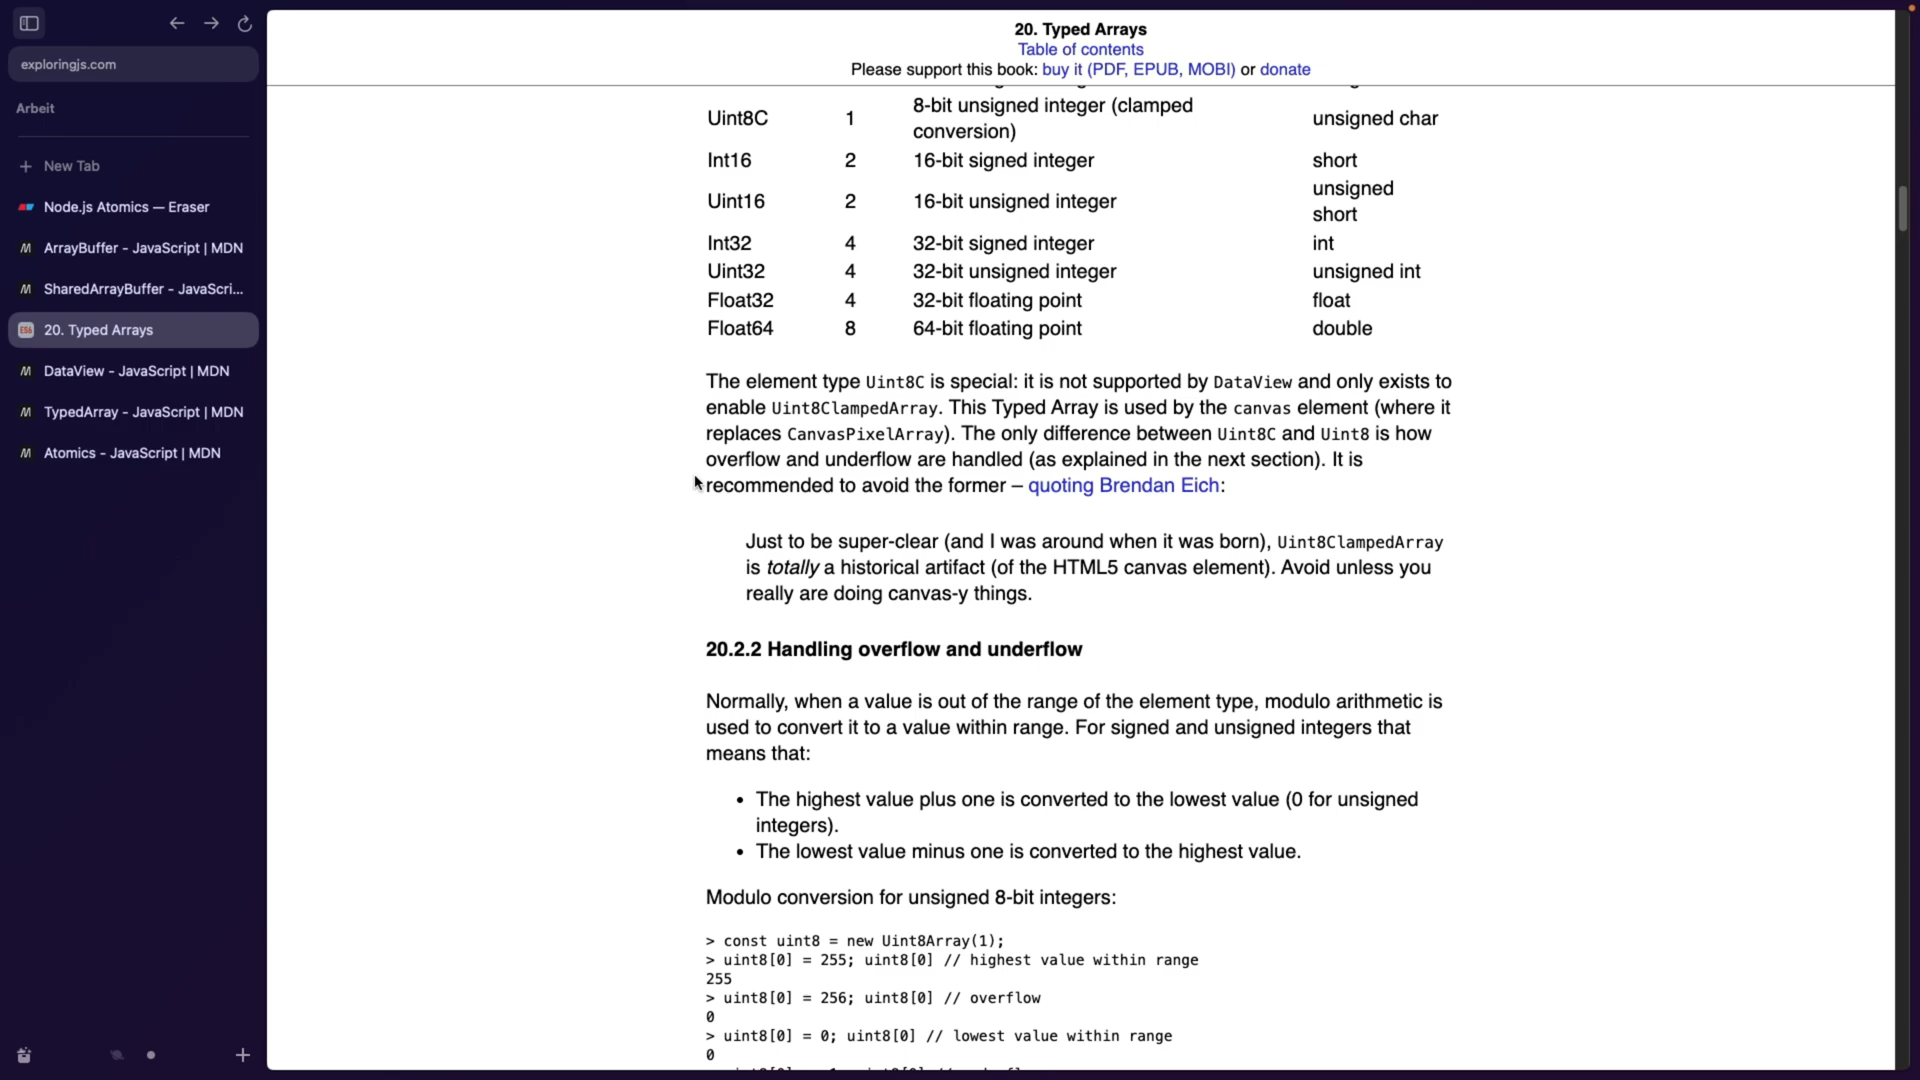 exploringjs.com
Arbeit
New Tab
Node.js Atomics — Eraser
ArrayBuffer - JavaScript | MDN
SharedArrayBuffer - JavaScri...
20. Typed Arrays
DataView - JavaScript | MDN
TypedArray - JavaScript | MDN
Atomics - JavaScript | MDN
20. Typed Arrays
Table of contents
Please support this book: buy it (PDF, EPUB, MOBI) or donate
Uint8C 1 8-bit unsigned integer (clamped conversion) unsigned char
Int16 2 16-bit signed integer short
Uint16 2 16-bit unsigned integer unsigned short
Int32 4 32-bit signed integer int
Uint32 4 32-bit unsigned integer unsigned int
Float32 4 32-bit floating point float
Float64 8 64-bit floating point double
The element type Uint8C is special: it is not supported by DataView and only exists to
enable Uint8ClampedArray. This Typed Array is used by the canvas element (where it
replaces CanvasPixelArray). The only difference between Uint8C and Uint8 is how
overflow and underflow are handled (as explained in the next section). It is
recommended to avoid the former – quoting Brendan Eich:
Just to be super-clear (and I was around when it was born), Uint8ClampedArray
is totally a historical artifact (of the HTML5 canvas element). Avoid unless you
really are doing canvas-y things.
20.2.2 Handling overflow and underflow
Normally, when a value is out of the range of the element type, modulo arithmetic is
used to convert it to a value within range. For signed and unsigned integers that
means that:
• The highest value plus one is converted to the lowest value (0 for unsigned
integers).
• The lowest value minus one is converted to the highest value.
Modulo conversion for unsigned 8-bit integers:
> const uint8 = new Uint8Array(1);
> uint8[0] = 255; uint8[0] // highest value within range
255
> uint8[0] = 256; uint8[0] // overflow
0
> uint8[0] = 0; uint8[0] // lowest value within range
0